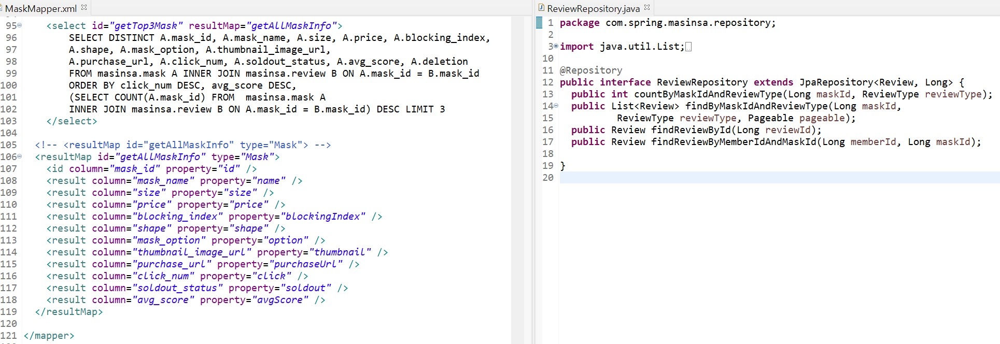 MaskMapper.xml
95 <select id="getTop3Mask" resultMap="getAllMaskInfo">
96 SELECT DISTINCT A.mask_id, A.mask_name, A.size, A.price, A.blocking_index,
97 A.shape, A.mask_option, A.thumbnail_image_url,
98 A.purchase_url, A.click_num, A.soldout_status, A.avg_score, A.deletion
99 FROM masinsa.mask A INNER JOIN masinsa.review B ON A.mask_id = B.mask_id
100 ORDER BY click_num DESC, avg_score DESC,
101 (SELECT COUNT(A.mask_id) FROM  masinsa.mask A
102 INNER JOIN masinsa.review B ON A.mask_id = B.mask_id) DESC LIMIT 3
103 </select>
104
105 <!-- <resultMap id="getAllMaskInfo" type="Mask"> -->
106 <resultMap id="getAllMaskInfo" type="Mask">
107 <id column="mask_id" property="id" />
108 <result column="mask_name" property="name" />
109 <result column="size" property="size" />
110 <result column="price" property="price" />
111 <result column="blocking_index" property="blockingIndex" />
112 <result column="shape" property="shape" />
113 <result column="mask_option" property="option" />
114 <result column="thumbnail_image_url" property="thumbnail" />
115 <result column="purchase_url" property="purchaseUrl" />
116 <result column="click_num" property="click" />
117 <result column="soldout_status" property="soldout" />
118 <result column="avg_score" property="avgScore" />
119 </resultMap>
120
121 </mapper>
ReviewRepository.java
1 package com.spring.masinsa.repository;
2
3 import java.util.List;
10
11 @Repository
12 public interface ReviewRepository extends JpaRepository<Review, Long> {
13 public int countByMaskIdAndReviewType(Long maskId, ReviewType reviewType);
14 public List<Review> findByMaskIdAndReviewType(Long maskId,
15 ReviewType reviewType, Pageable pageable);
16 public Review findReviewById(Long reviewId);
17 public Review findReviewByMemberIdAndMaskId(Long memberId, Long maskId);
18
19 }
20